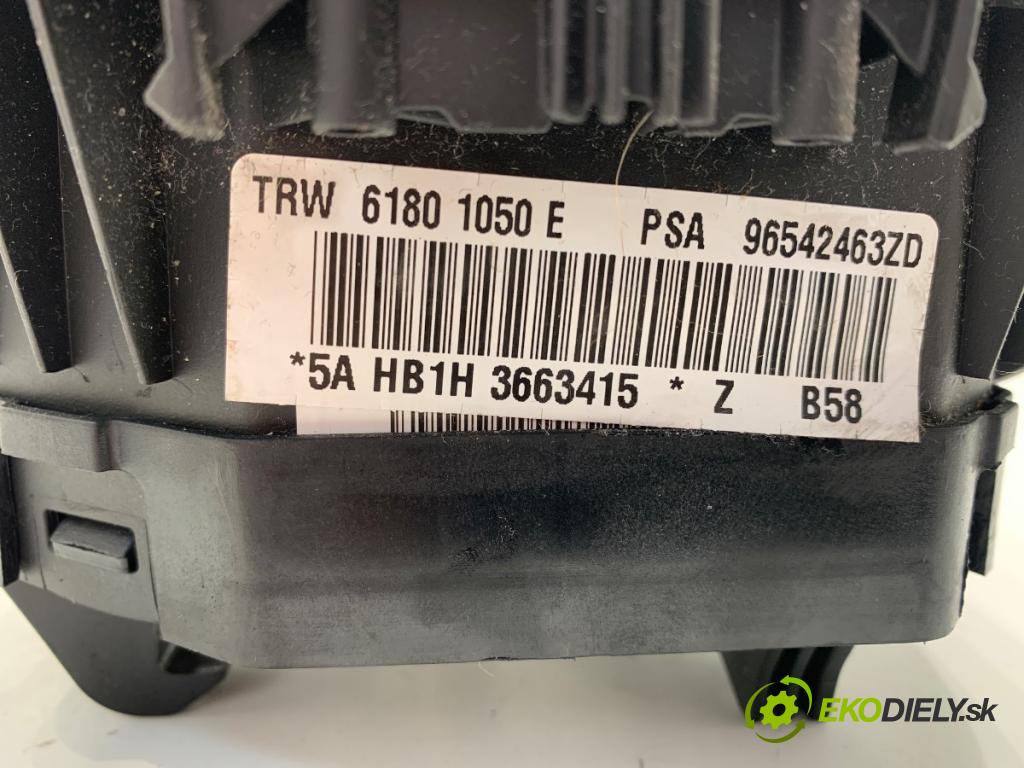 TRW 6180 1050 E PSA 96542463ZD
*5A HB1H 3663415 * Z B58
EKODIELY.sk